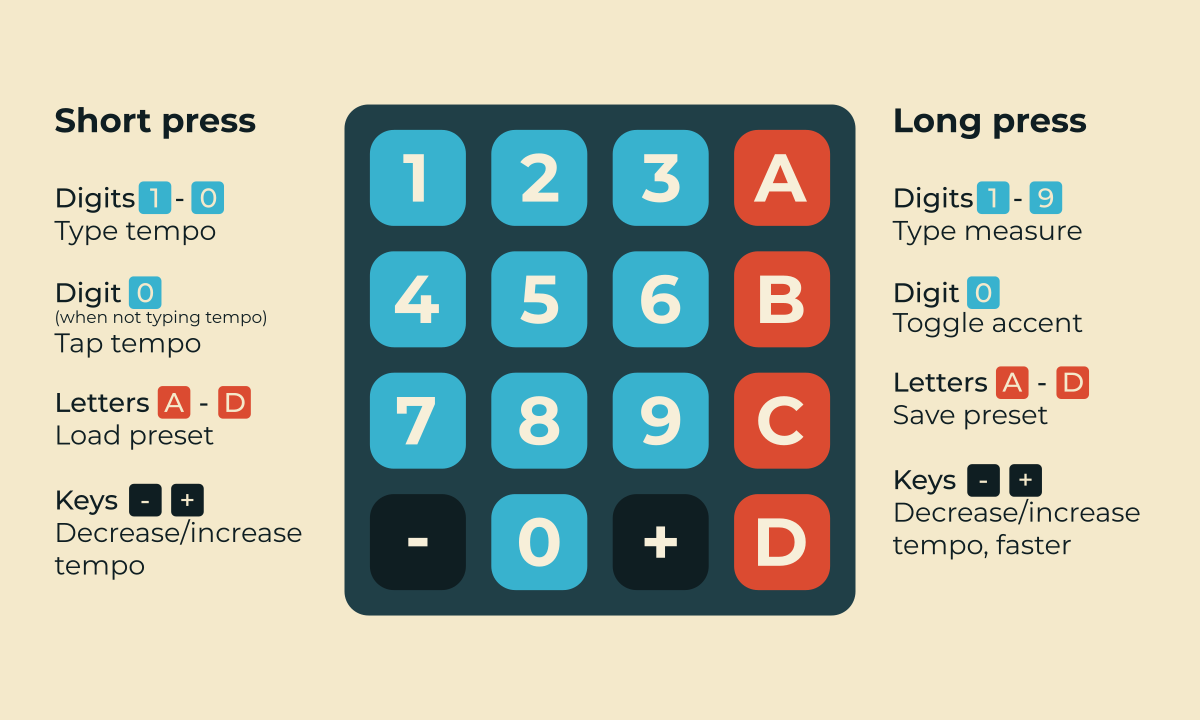 Short press
Digits 1 - 0
Type tempo
Digit 0
(when not typing tempo)
Tap tempo
Letters A - D
Load preset
Keys - +
Decrease/increase
tempo
1 2 3 A
4 5 6 B
7 8 9 C
- 0 + D
Long press
Digits 1 - 9
Type measure
Digit 0
Toggle accent
Letters A - D
Save preset
Keys - +
Decrease/increase
tempo, faster